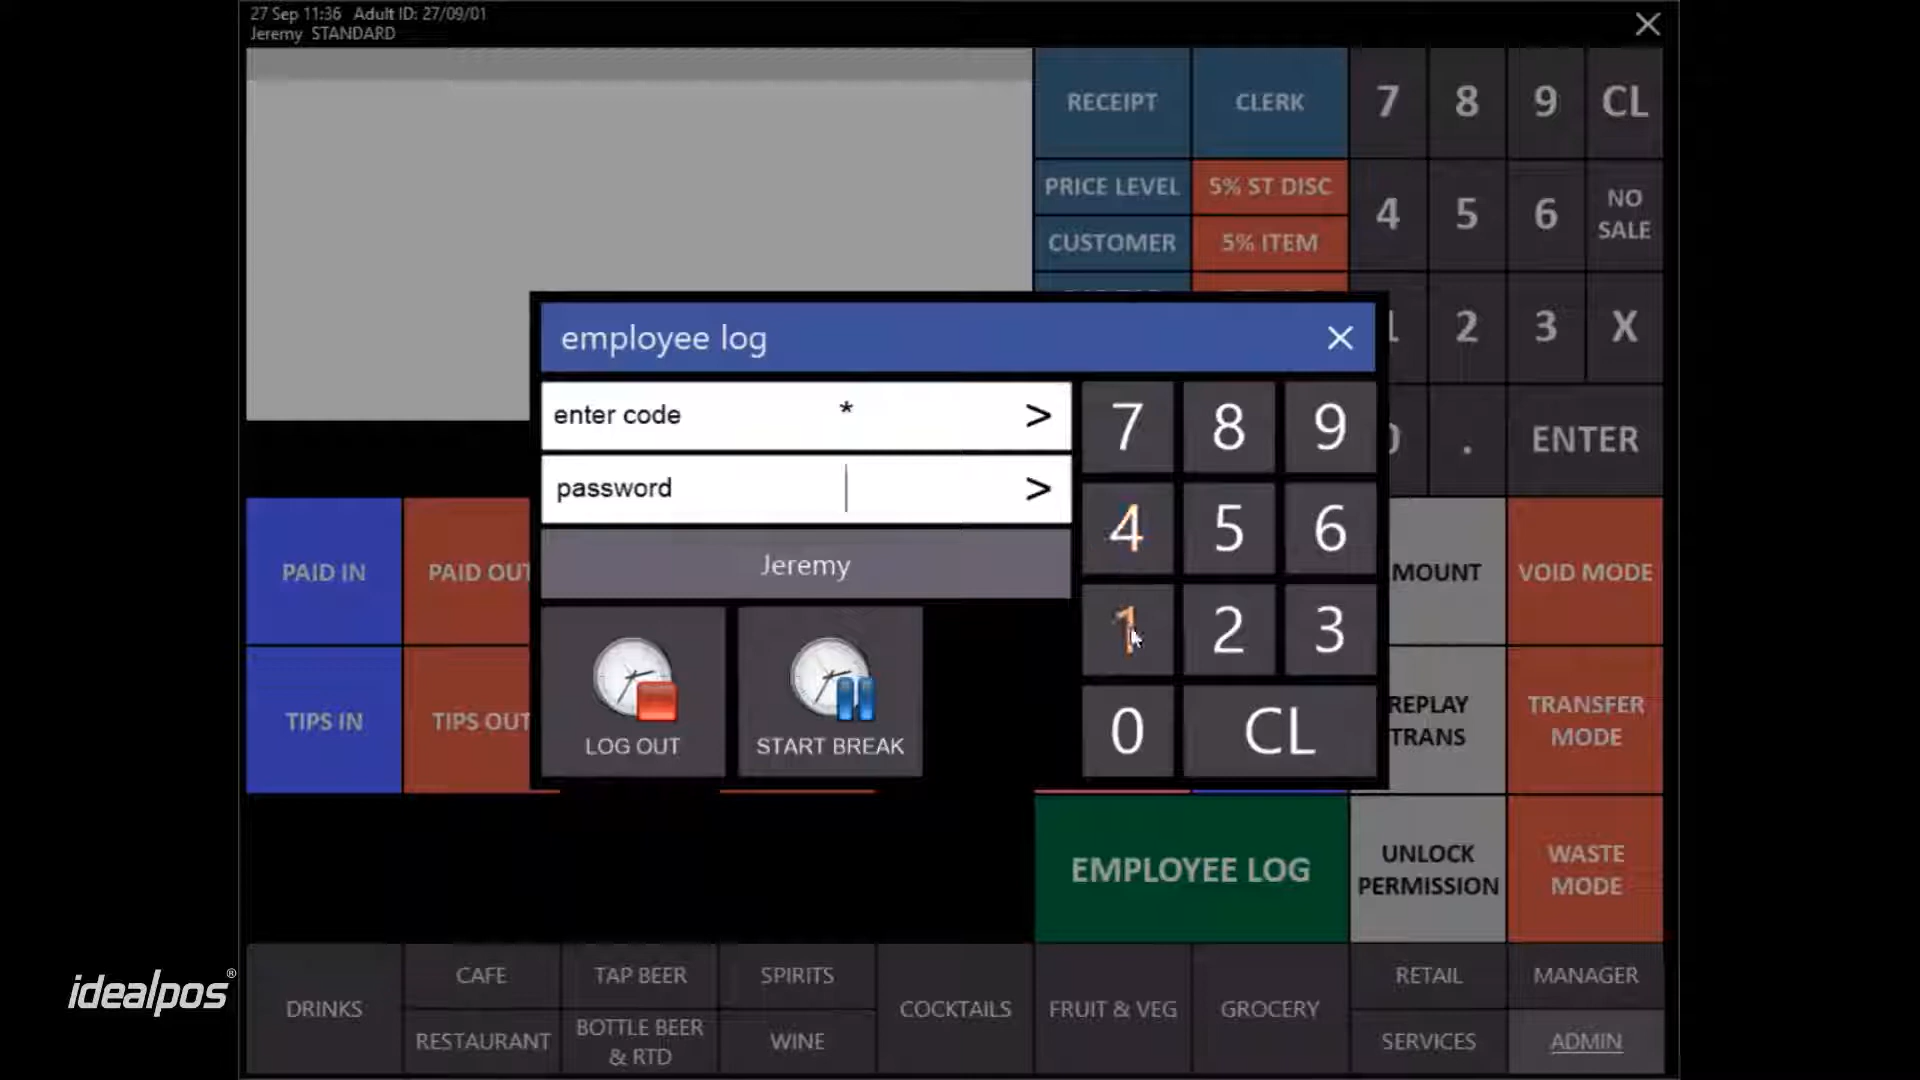 27 Sep 11:36 Adult ID: 27/09/01
Jeremy STANDARD
RECEIPT
CLERK
7
8
9
CL
PRICE LEVEL
5% ST DISC
4
5
6
NO
SALE
CUSTOMER
5% ITEM
2
3
X
.
ENTER
employee log
enter code
*
>
password
>
Jeremy
LOG OUT
START BREAK
7
8
9
4
5
6
1
2
3
0
CL
PAID IN
PAID OUT
MOUNT
VOID MODE
TIPS IN
TIPS OUT
REPLAY
TRANS
TRANSFER
MODE
EMPLOYEE LOG
UNLOCK
PERMISSION
WASTE
MODE
idealpos®
DRINKS
CAFE
RESTAURANT
TAP BEER
BOTTLE BEER
& RTD
SPIRITS
WINE
COCKTAILS
FRUIT & VEG
GROCERY
RETAIL
SERVICES
MANAGER
ADMIN